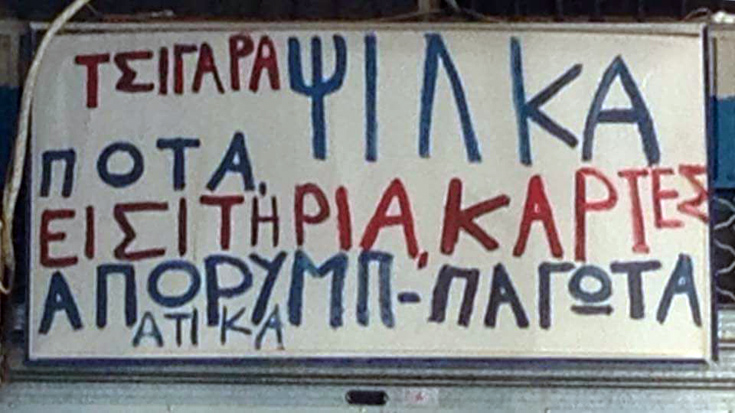 ΤΣΙΓΑΡΑ ΨΙΛΚΑ
ΠΟΤΑ,
ΕΙΣΙΤΗΡΙΑ, ΚΑΡΤΕΣ
ΑΠΟΡΥΜΠ-ΠΑΓΩΤΑ
ΑΤΙΚΑ